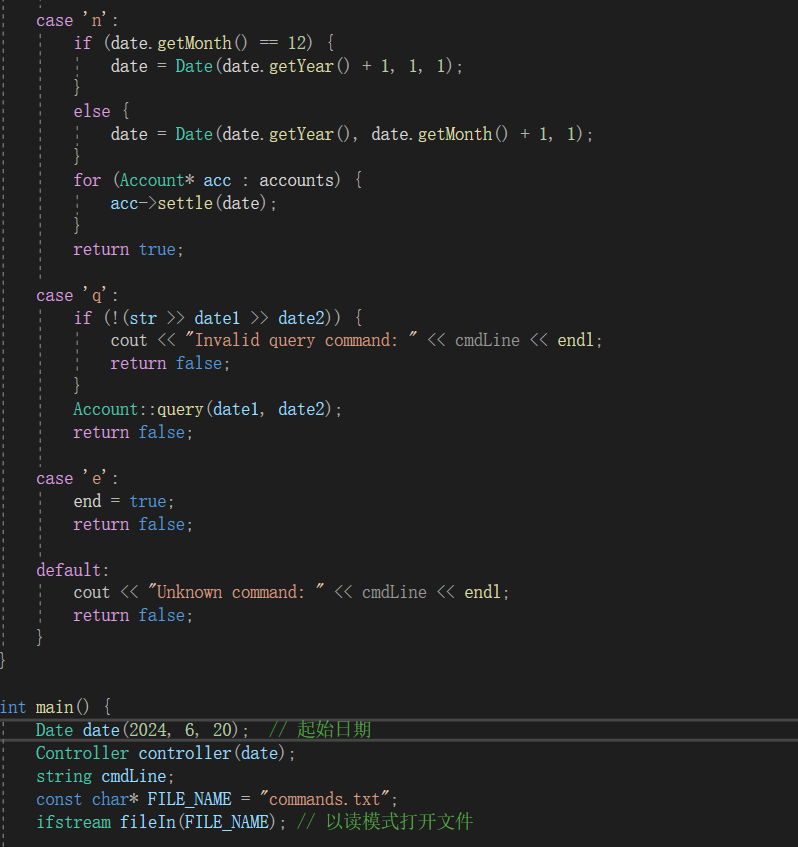 case 'n':
if (date.getMonth() == 12) {
date = Date(date.getYear() + 1, 1, 1);
}
else {
date = Date(date.getYear(), date.getMonth() + 1, 1);
}
for (Account* acc : accounts) {
acc->settle(date);
}
return true;
case 'q':
if (!(str >> date1 >> date2)) {
cout << "Invalid query command: " << cmdLine << endl;
return false;
}
Account::query(date1, date2);
return false;
case 'e':
end = true;
return false;
default:
cout << "Unknown command: " << cmdLine << endl;
return false;
}
}
int main() {
Date date(2024, 6, 20); // 起始日期
Controller controller(date);
string cmdLine;
const char* FILE_NAME = "commands.txt";
ifstream fileIn(FILE_NAME); // 以读模式打开文件